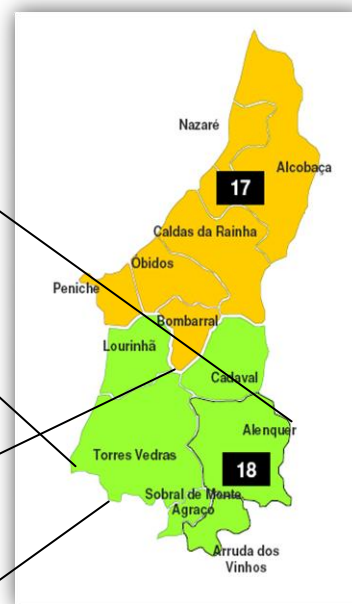 Nazaré
Alcobaça
17
Caldas da Rainha
Óbidos
Peniche
Bombarral
Lourinhã
Cadaval
Alenquer
Torres Vedras
18
Sobral de Monte
Agraço
Arruda dos
Vinhos